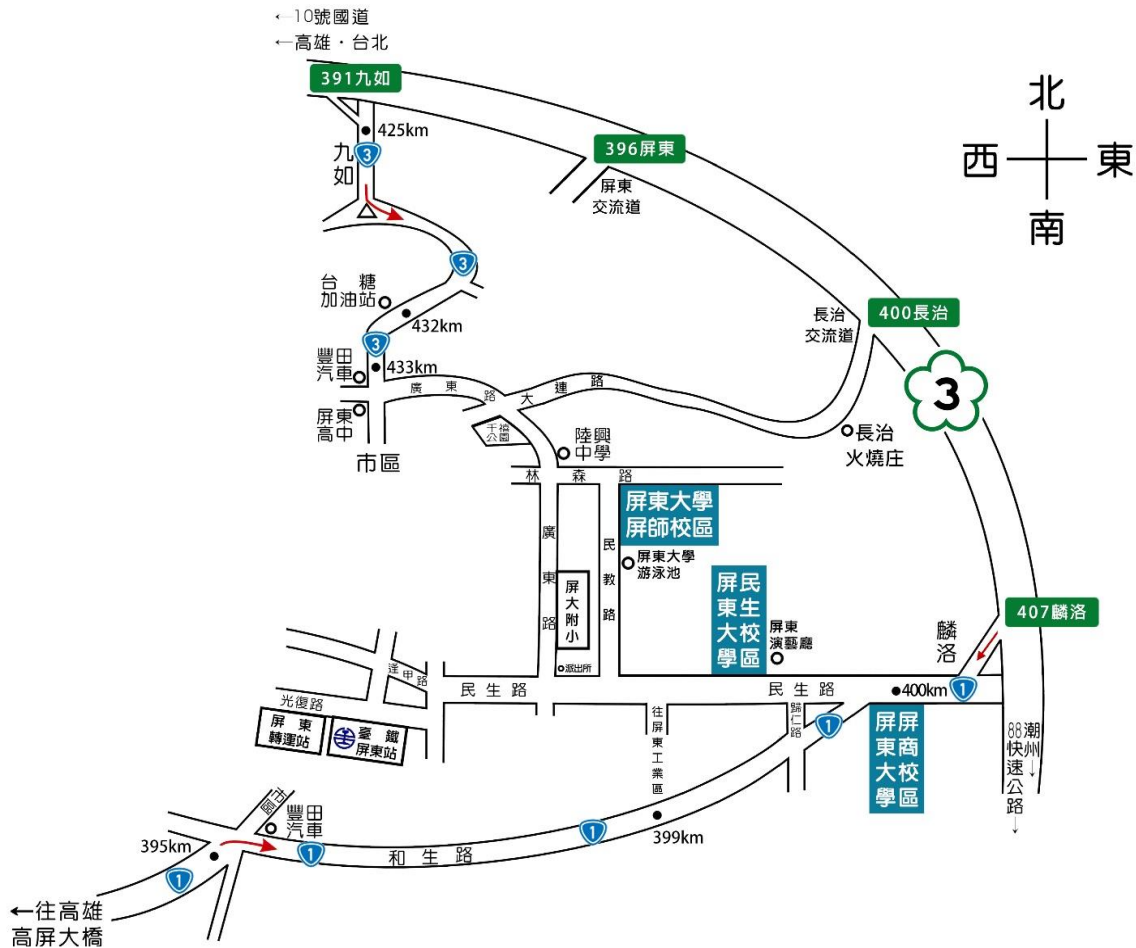 ←10號國道
←高雄・台北
391九如
北
西
東
南
425km
九如
3
396屏東
屏東
交流道
3
台糖
加油站
432km
長治
交流道
400長治
3
豐田
汽車
433km
3
廣東路
大連路
屏東
高中
千禧
公園
市區
陸興
中學
長治
火燒庄
林森路
屏東大學
屏師校區
廣東路
民教路
屏東大學
游泳池
屏大附小
民生校區
屏東大學
屏東
演藝廳
407麟洛
麟洛
派出所
逢甲路
民生路
民生路
400km
1
光復路
屏東
轉運站
臺鐵
屏東站
往屏東工業區
歸仁路
1
屏商校區
屏東大學
潮州↓
88快速公路↓
市區
豐田
汽車
395km
1
和生路
1
399km
1
←往高雄
高屏大橋